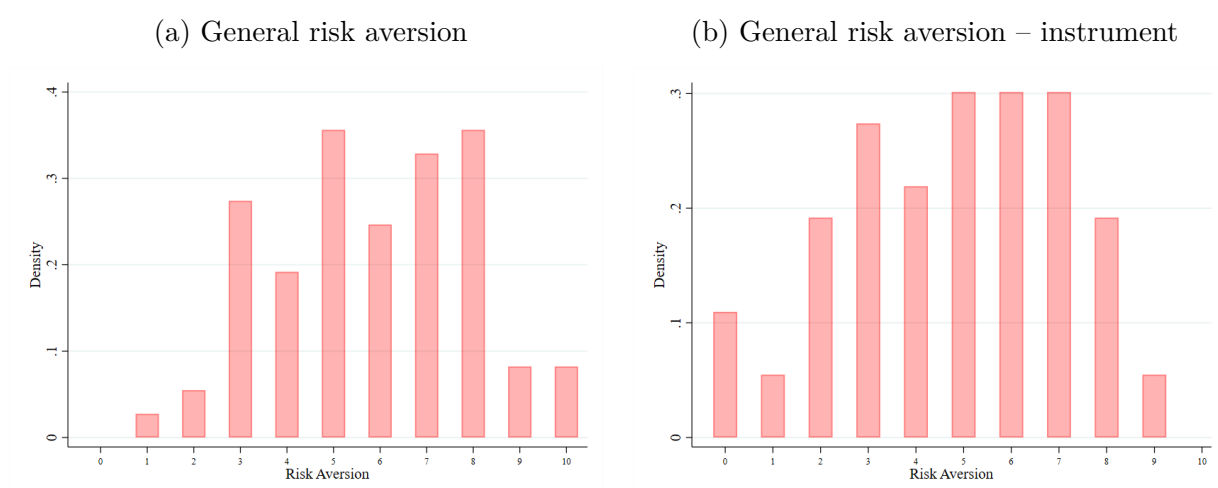 (a) General risk aversion
.4
.3
.2
.1
0
Density
0 1 2 3 4 5 6 7 8 9 10
Risk Aversion
(b) General risk aversion – instrument
.3
.2
.1
0
Density
0 1 2 3 4 5 6 7 8 9 10
Risk Aversion